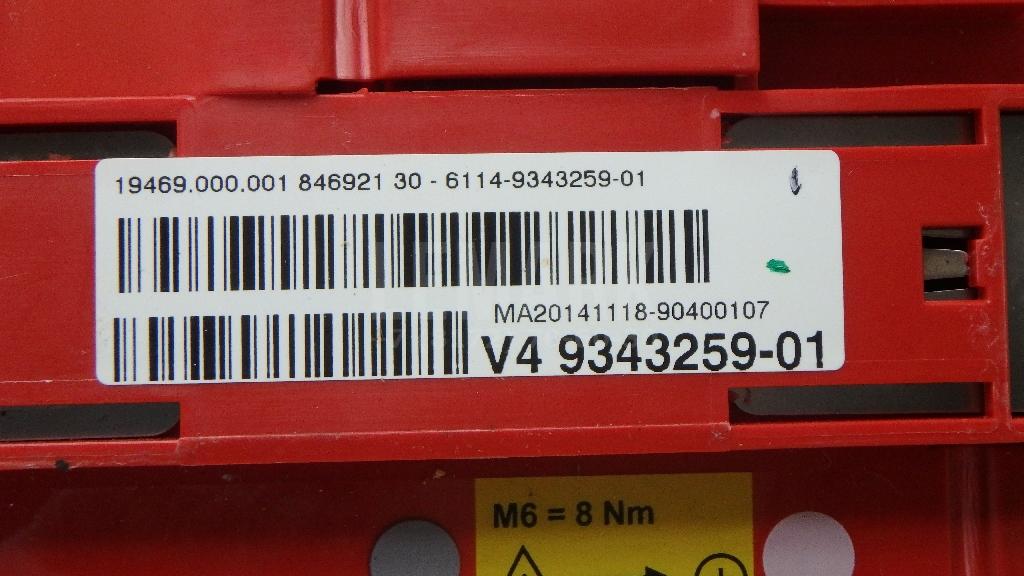 19469.000.001 846921 30 - 6114-9343259-01
MA20141118-90400107
V4 9343259-01
M6 = 8 Nm